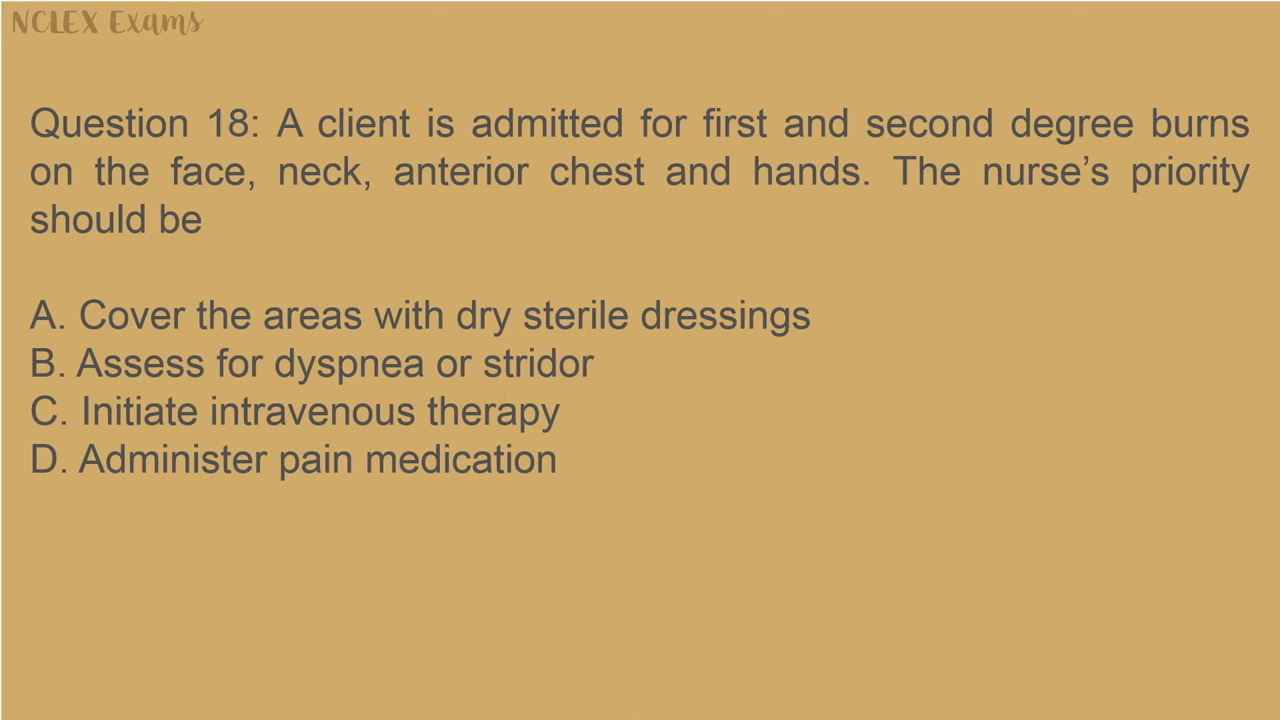 NCLEX Exams
Question 18: A client is admitted for first and second degree burns
on the face, neck, anterior chest and hands. The nurse’s priority
should be
A. Cover the areas with dry sterile dressings
B. Assess for dyspnea or stridor
C. Initiate intravenous therapy
D. Administer pain medication